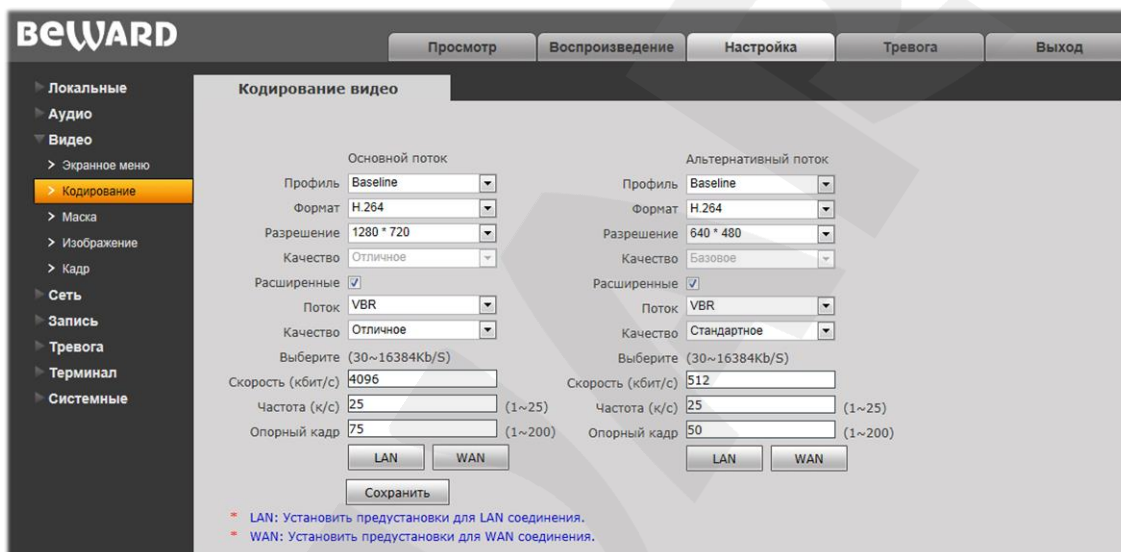 BEWARD
Просмотр Воспроизведение Настройка Тревога Выход
Локальные
Аудио
Видео
> Экранное меню
> Кодирование
> Маска
> Изображение
> Кадр
Сеть
Запись
Тревога
Терминал
Системные
Кодирование видео
Основной поток
Профиль Baseline
Формат H.264
Разрешение 1280 * 720
Качество Отличное
Расширенные
Поток VBR
Качество Отличное
Выберите (30~16384Kb/S)
Скорость (кбит/с) 4096
Частота (к/с) 25 (1~25)
Опорный кадр 75 (1~200)
LAN WAN
Сохранить
Альтернативный поток
Профиль Baseline
Формат H.264
Разрешение 640 * 480
Качество Базовое
Расширенные
Поток VBR
Качество Стандартное
Выберите (30~16384Kb/S)
Скорость (кбит/с) 512
Частота (к/с) 25 (1~25)
Опорный кадр 50 (1~200)
LAN WAN
* LAN: Установить предустановки для LAN соединения.
* WAN: Установить предустановки для WAN соединения.